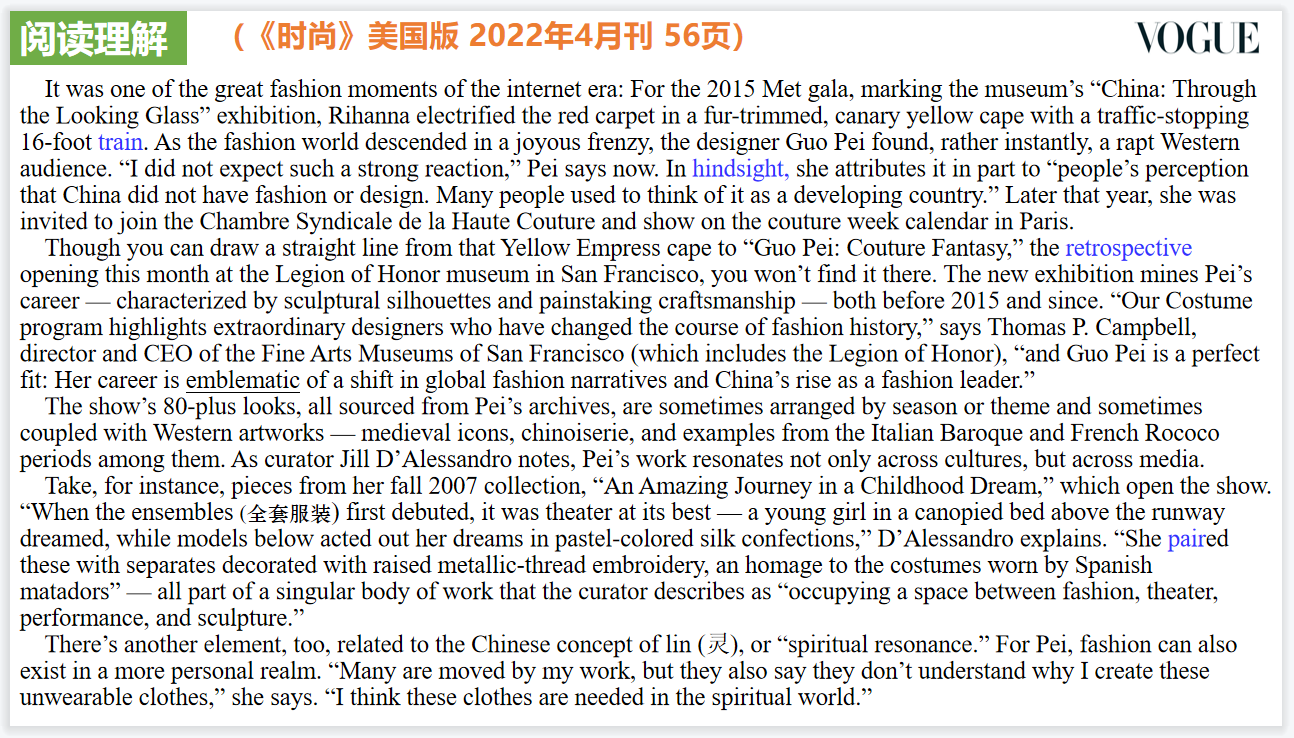 阅读理解 (《时尚》美国版 2022年4月刊 56页) VOGUE
It was one of the great fashion moments of the internet era: For the 2015 Met gala, marking the museum’s “China: Through
the Looking Glass” exhibition, Rihanna electrified the red carpet in a fur-trimmed, canary yellow cape with a traffic-stopping
16-foot train. As the fashion world descended in a joyous frenzy, the designer Guo Pei found, rather instantly, a rapt Western
audience. “I did not expect such a strong reaction,” Pei says now. In hindsight, she attributes it in part to “people’s perception
that China did not have fashion or design. Many people used to think of it as a developing country.” Later that year, she was
invited to join the Chambre Syndicale de la Haute Couture and show on the couture week calendar in Paris.
Though you can draw a straight line from that Yellow Empress cape to “Guo Pei: Couture Fantasy,” the retrospective
opening this month at the Legion of Honor museum in San Francisco, you won’t find it there. The new exhibition mines Pei’s
career — characterized by sculptural silhouettes and painstaking craftsmanship — both before 2015 and since. “Our Costume
program highlights extraordinary designers who have changed the course of fashion history,” says Thomas P. Campbell,
director and CEO of the Fine Arts Museums of San Francisco (which includes the Legion of Honor), “and Guo Pei is a perfect
fit: Her career is emblematic of a shift in global fashion narratives and China’s rise as a fashion leader.”
The show’s 80-plus looks, all sourced from Pei’s archives, are sometimes arranged by season or theme and sometimes
coupled with Western artworks — medieval icons, chinoiserie, and examples from the Italian Baroque and French Rococo
periods among them. As curator Jill D’Alessandro notes, Pei’s work resonates not only across cultures, but across media.
Take, for instance, pieces from her fall 2007 collection, “An Amazing Journey in a Childhood Dream,” which open the show.
“When the ensembles (全套服装) first debuted, it was theater at its best — a young girl in a canopied bed above the runway
dreamed, while models below acted out her dreams in pastel-colored silk confections,” D’Alessandro explains. “She paired
these with separates decorated with raised metallic-thread embroidery, an homage to the costumes worn by Spanish
matadors” — all part of a singular body of work that the curator describes as “occupying a space between fashion, theater,
performance, and sculpture.”
There’s another element, too, related to the Chinese concept of lin (灵), or “spiritual resonance.” For Pei, fashion can also
exist in a more personal realm. “Many are moved by my work, but they also say they don’t understand why I create these
unwearable clothes,” she says. “I think these clothes are needed in the spiritual world.”